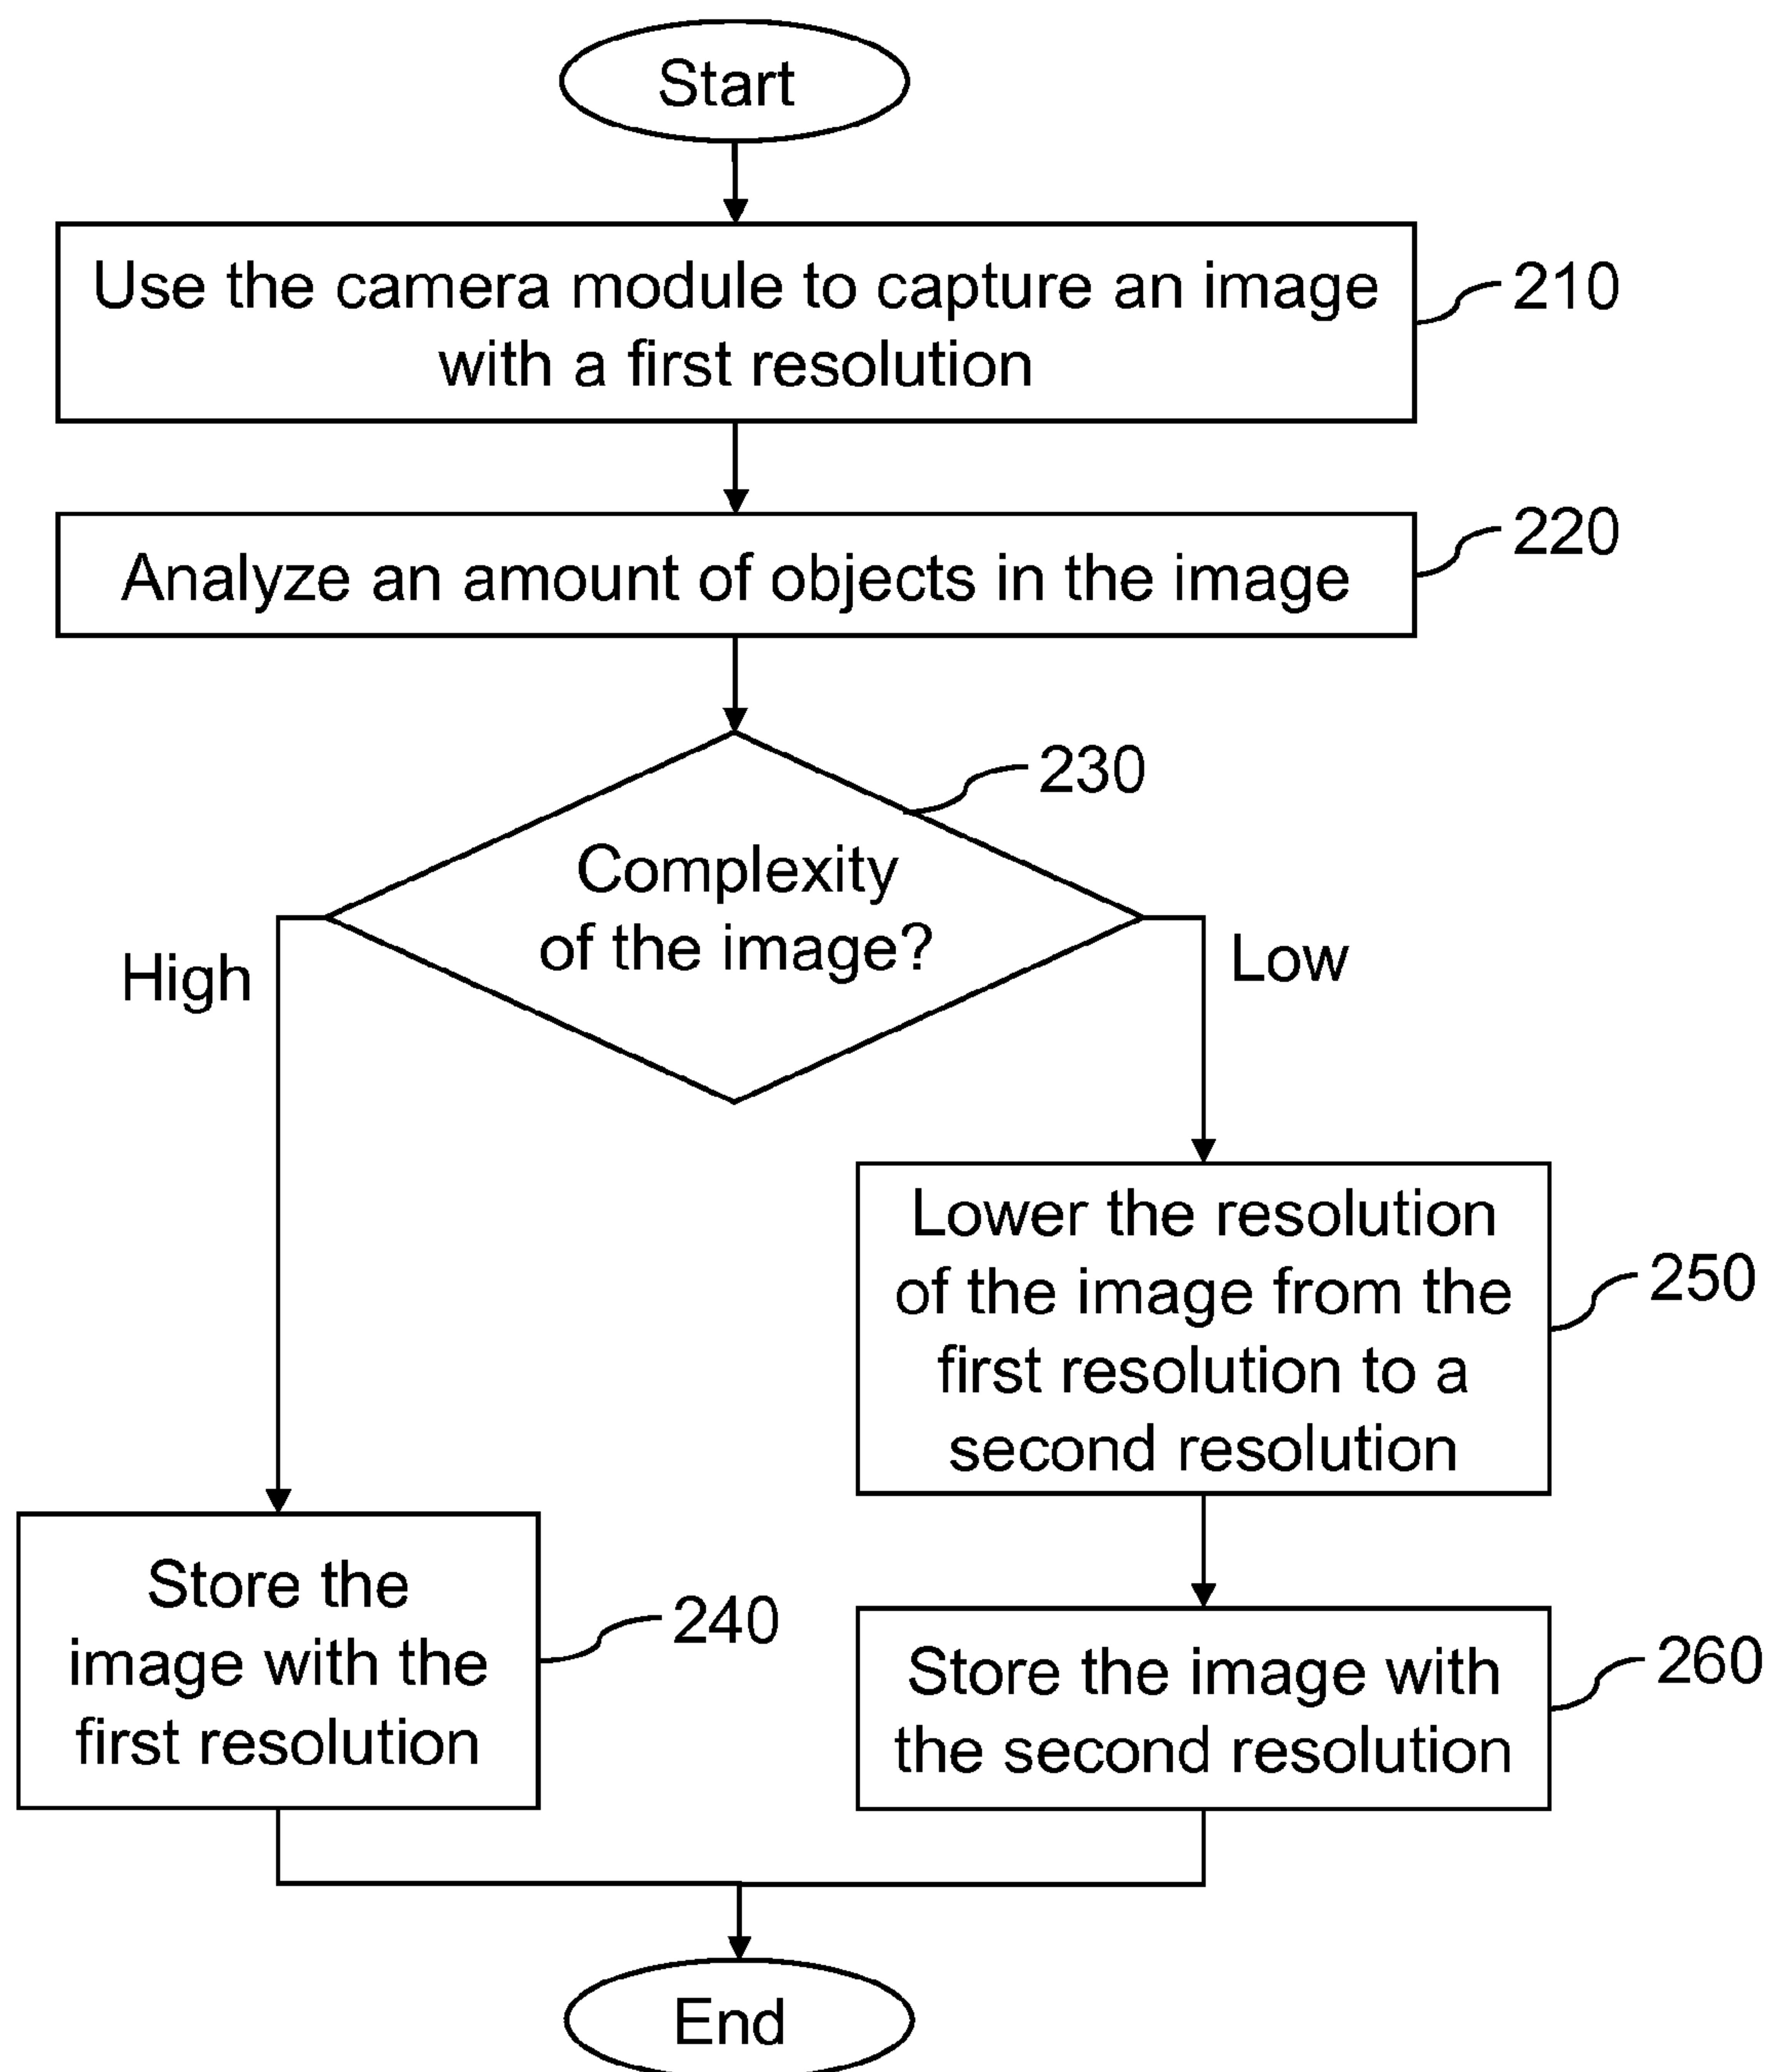 Start
Use the camera module to capture an image
with a first resolution
210
Analyze an amount of objects in the image
220
230
Complexity
of the image?
High
Low
Lower the resolution
of the image from the
first resolution to a
second resolution
250
Store the
image with the
first resolution
240
Store the image with
the second resolution
260
End